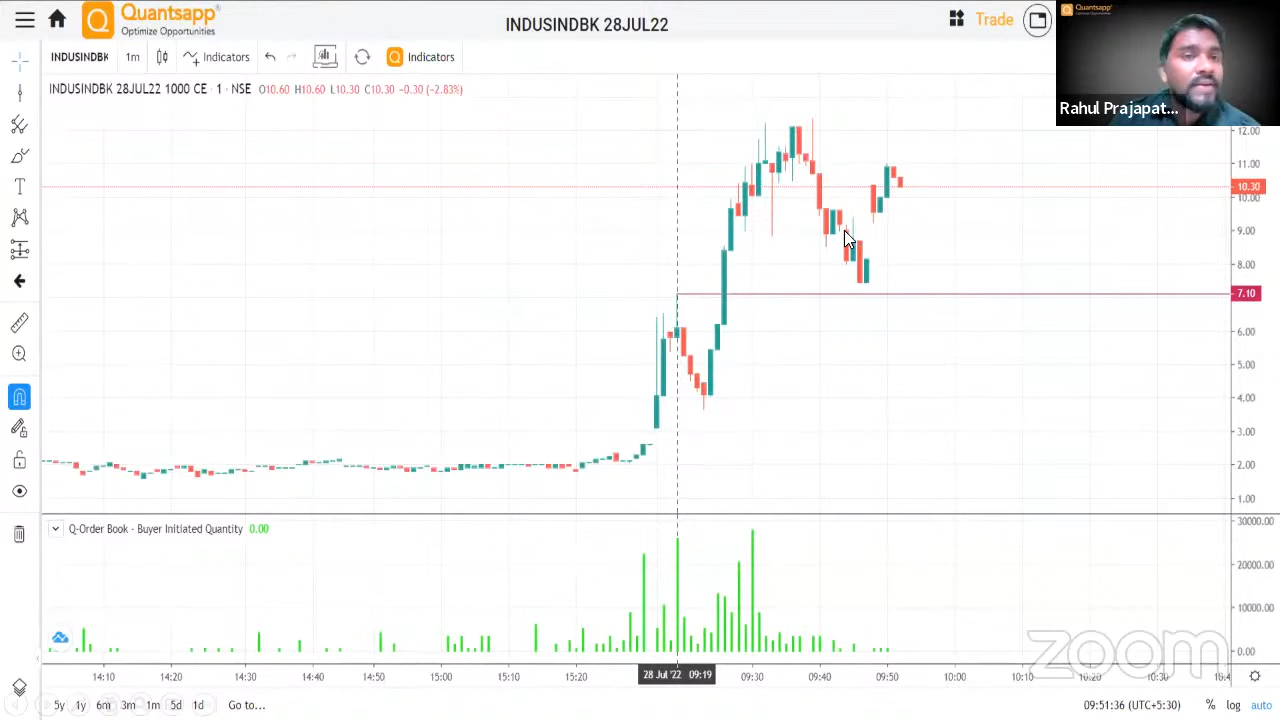 Quantsapp®
Optimize Opportunities
INDUSINDBK 28JUL22
Trade
Quantsapp
Rahul Prajapat...
INDUSINDBK
1m
Indicators
Indicators
INDUSINDBK 28JUL22 1000 CE · 1 · NSE O10.60 H10.60 L10.30 C10.30 −0.30 (−2.83%)
12.00
11.00
10.30
10.00
9.00
8.00
7.10
6.00
5.00
4.00
3.00
2.00
1.00
Q-Order Book - Buyer Initiated Quantity 0.00
30000.00
20000.00
10000.00
0.00
zoom
14:10 14:20 14:30 14:40 14:50 15:00 15:10 15:20 28 Jul '22 09:19 09:30 09:40 09:50 10:00 10:10 10:20 10:30
5y 1y 6m 3m 1m 5d 1d Go to...
09:51:36 (UTC+5:30) % log auto